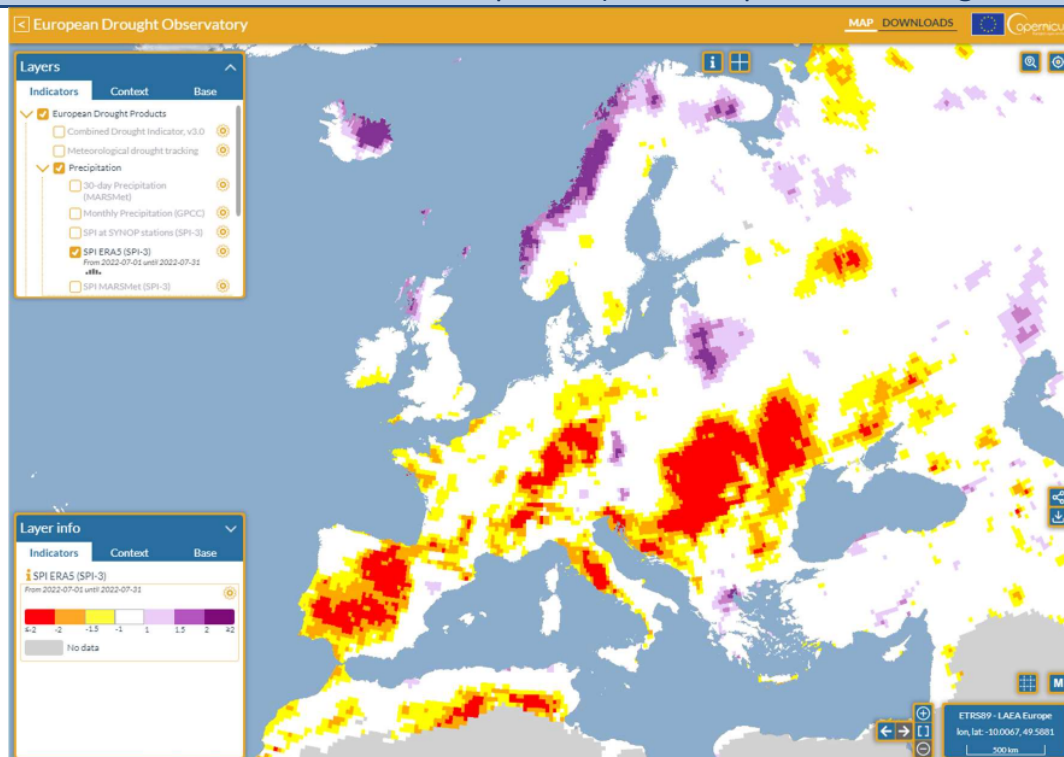 < European Drought Observatory
MAP DOWNLOADS
Layers
Indicators Context Base
European Drought Products
Combined Drought Indicator, v3.0
Meteorological drought tracking
Precipitation
30-day Precipitation
(MARSMet)
Monthly Precipitation (GPCC)
SPI at SYNOP stations (SPI-3)
SPI ERA5 (SPI-3)
From 2022-07-01 until 2022-07-31
SPI MARSMet (SPI-3)
Layer info
Indicators Context Base
SPI ERA5 (SPI-3)
From 2022-07-01 until 2022-07-31
≤-2 -2 -1.5 -1 1 1.5 2 ≥2
No data
M
ETRS89 - LAEA Europe
lon, lat: -10.0067, 49.5881
500 km